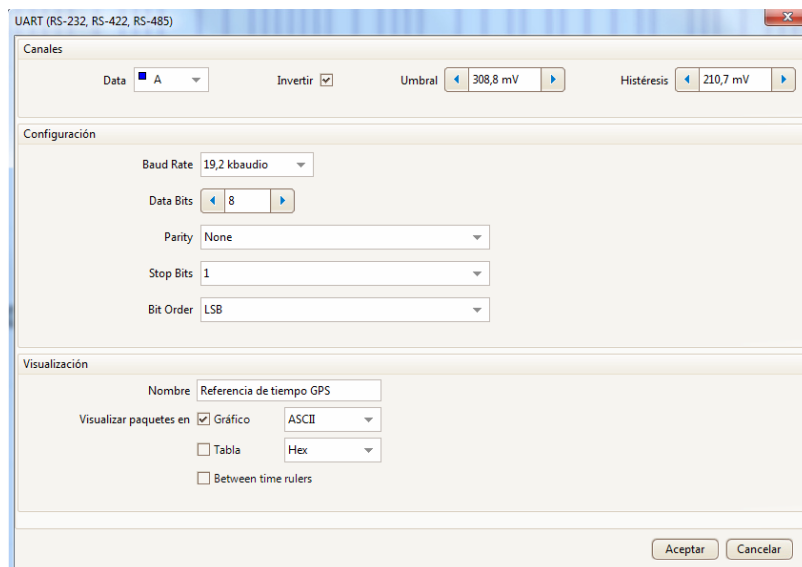 UART (RS-232, RS-422, RS-485)
Canales
Data A Invertir Umbral 308,8 mV Histéresis 210,7 mV
Configuración
Baud Rate 19,2 kbaudio
Data Bits 8
Parity None
Stop Bits 1
Bit Order LSB
Visualización
Nombre Referencia de tiempo GPS
Visualizar paquetes en Gráfico ASCII
Tabla Hex
Between time rulers
Aceptar Cancelar